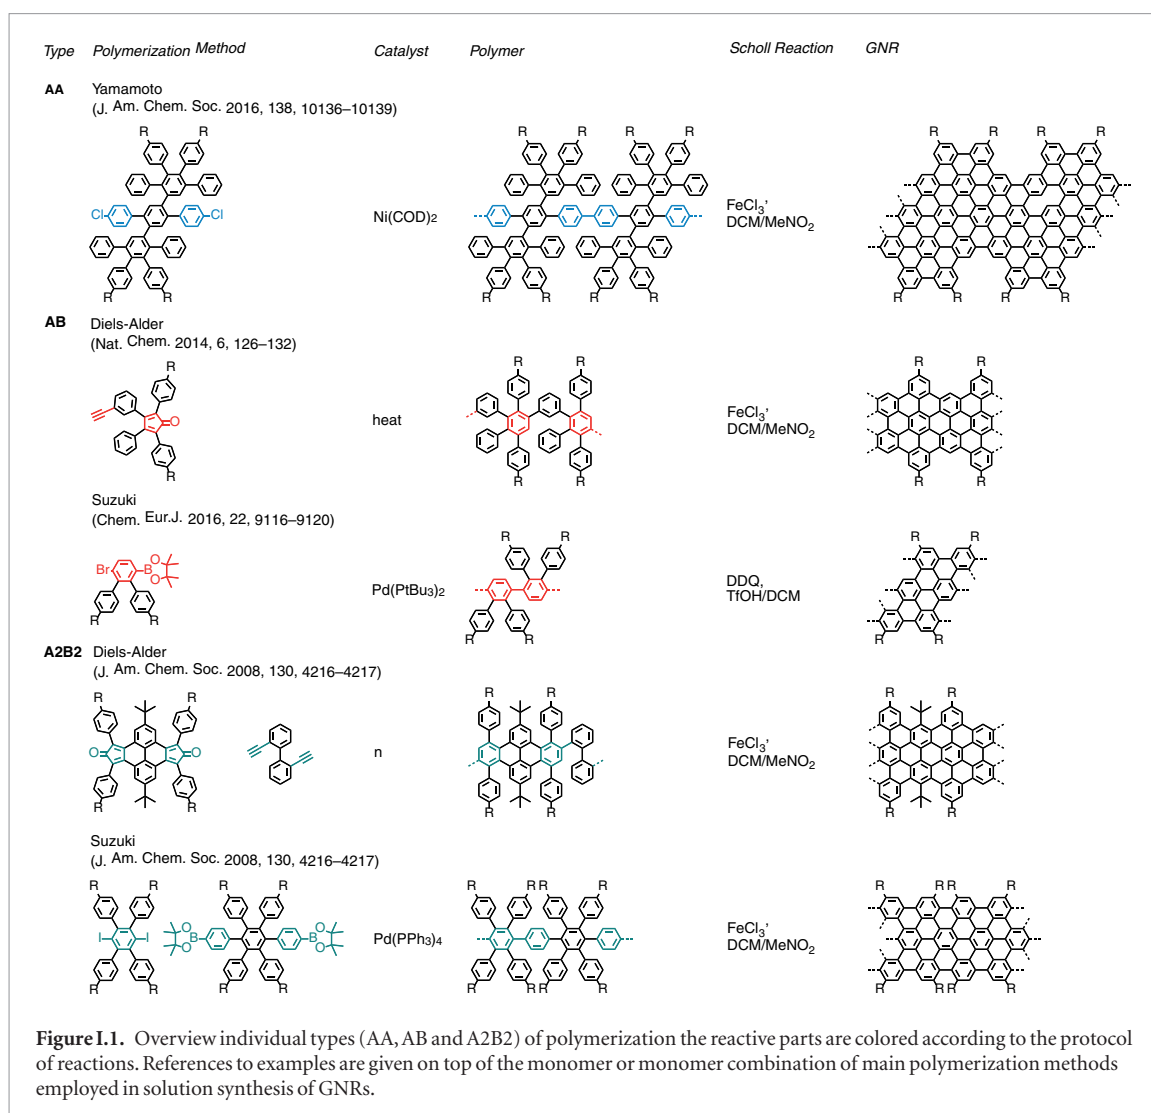 Type Polymerization Method Catalyst Polymer Scholl Reaction GNR
AA Yamamoto
(J. Am. Chem. Soc. 2016, 138, 10136–10139)
R R R R R R R R R R
Cl Cl Ni(COD)2 FeCl3,
DCM/MeNO2
R R R R R R R R R R
AB Diels-Alder
(Nat. Chem. 2014, 6, 126–132)
R R R R R
O heat FeCl3,
DCM/MeNO2
R R R R R
Suzuki
(Chem. Eur.J. 2016, 22, 9116–9120)
R R R R
Br B O O Pd(PtBu3)2 DDQ,
TfOH/DCM
R R R R R R
A2B2 Diels-Alder
(J. Am. Chem. Soc. 2008, 130, 4216–4217)
R R R R R R
O O n FeCl3,
DCM/MeNO2
R R R R R R
Suzuki
(J. Am. Chem. Soc. 2008, 130, 4216–4217)
R R R R R R R R R R R R
I I O B O O B O Pd(PPh3)4 FeCl3,
DCM/MeNO2
R R R R R R R R R R R R
Figure I.1. Overview individual types (AA, AB and A2B2) of polymerization the reactive parts are colored according to the protocol
of reactions. References to examples are given on top of the monomer or monomer combination of main polymerization methods
employed in solution synthesis of GNRs.